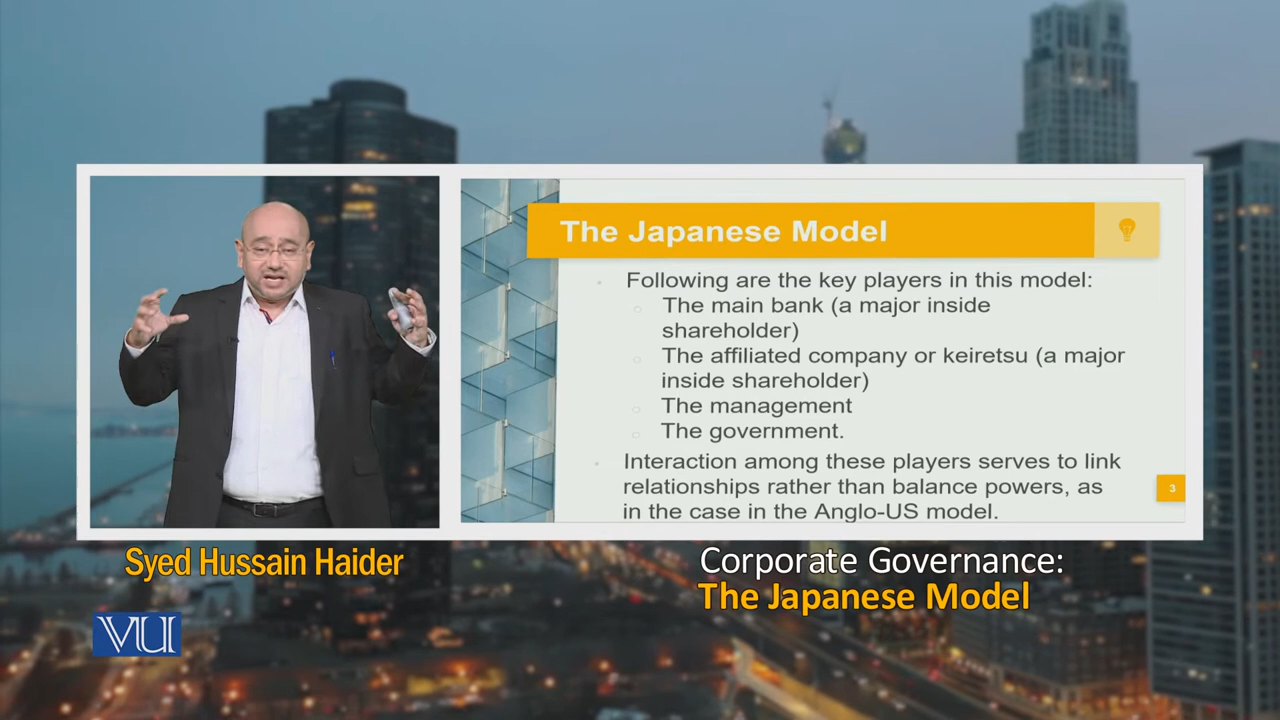 The Japanese Model
Following are the key players in this model:
The main bank (a major inside
shareholder)
The affiliated company or keiretsu (a major
inside shareholder)
The management
The government.
Interaction among these players serves to link
relationships rather than balance powers, as
in the case in the Anglo-US model.
3
Syed Hussain Haider
Corporate Governance:
The Japanese Model
VU